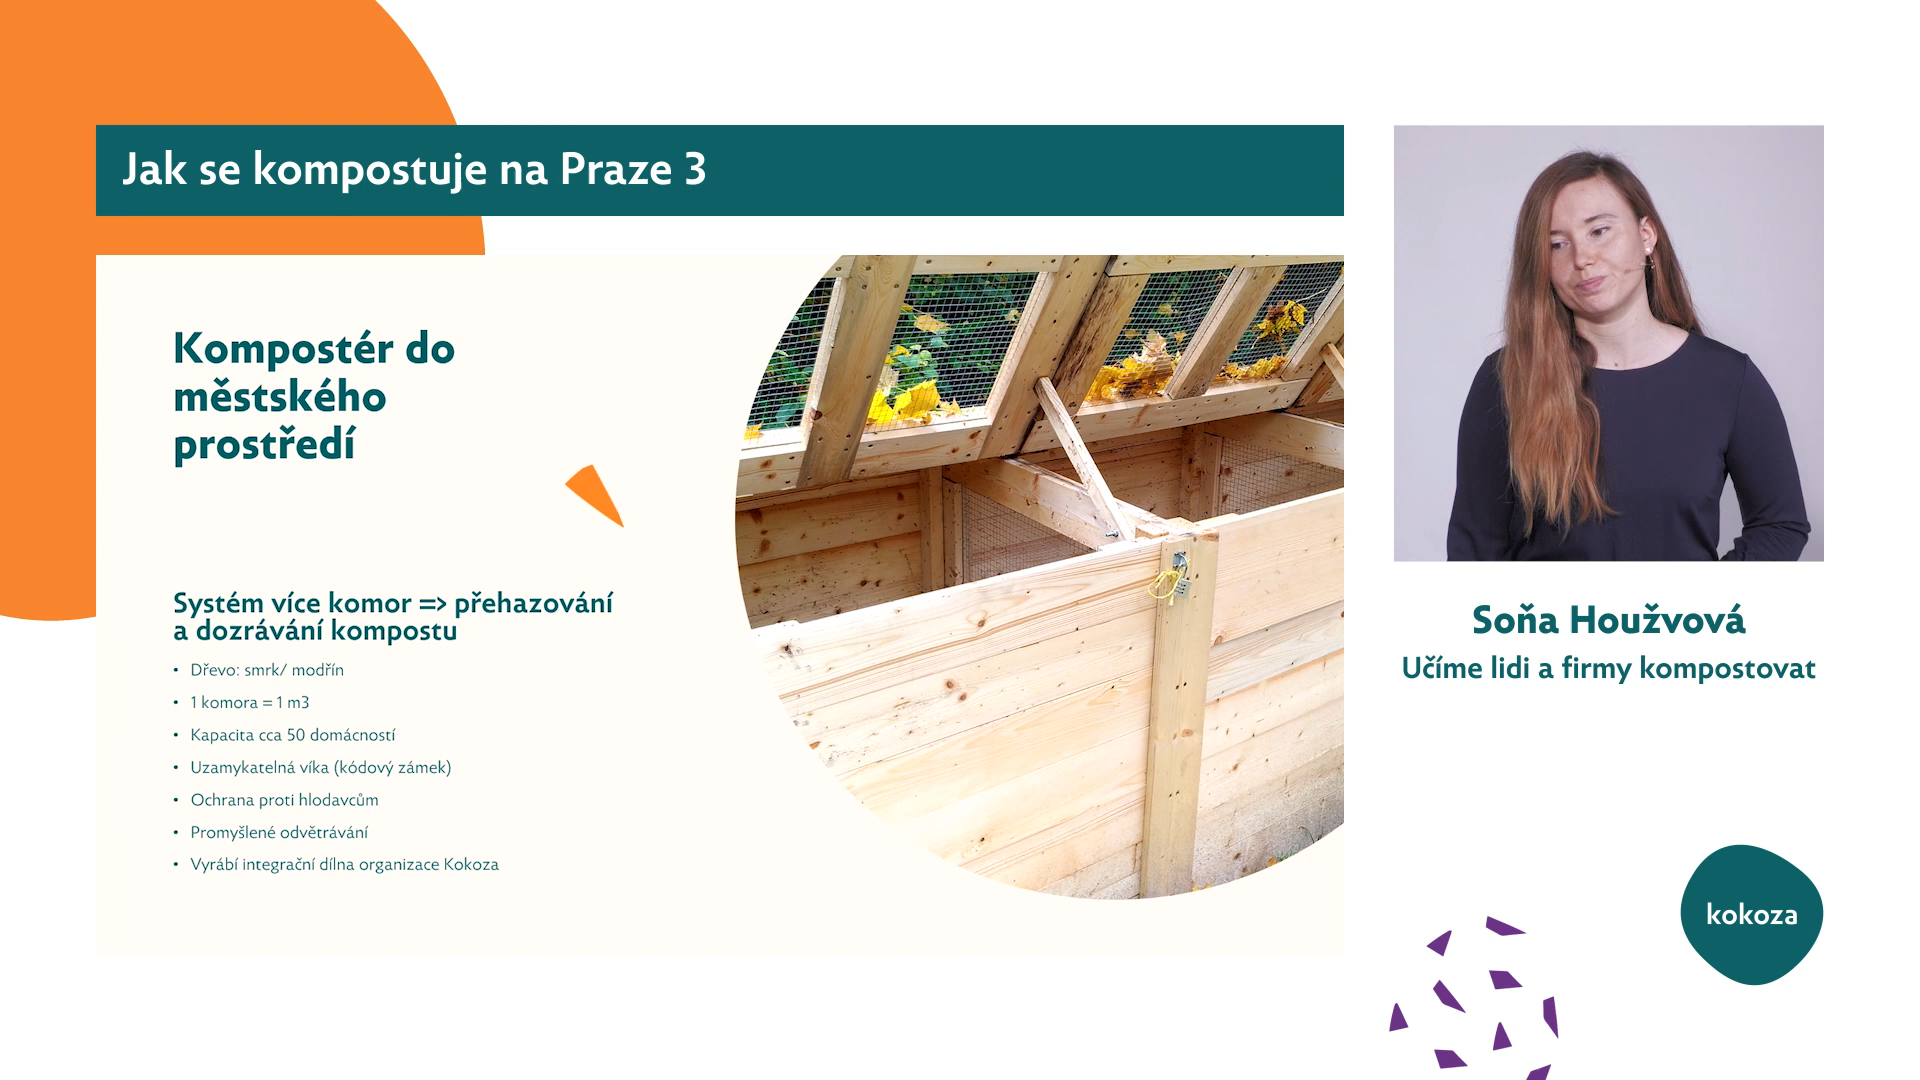 Jak se kompostuje na Praze 3
Kompostér do
městského
prostředí
Systém více komor => přehazování
a dozrávání kompostu
• Dřevo: smrk/ modřín
• 1 komora = 1 m3
• Kapacita cca 50 domácností
• Uzamykatelná víka (kódový zámek)
• Ochrana proti hlodavcům
• Promyšlené odvětrávání
• Vyrábí integrační dílna organizace Kokoza
Soňa Houžvová
Učíme lidi a firmy kompostovat
kokoza